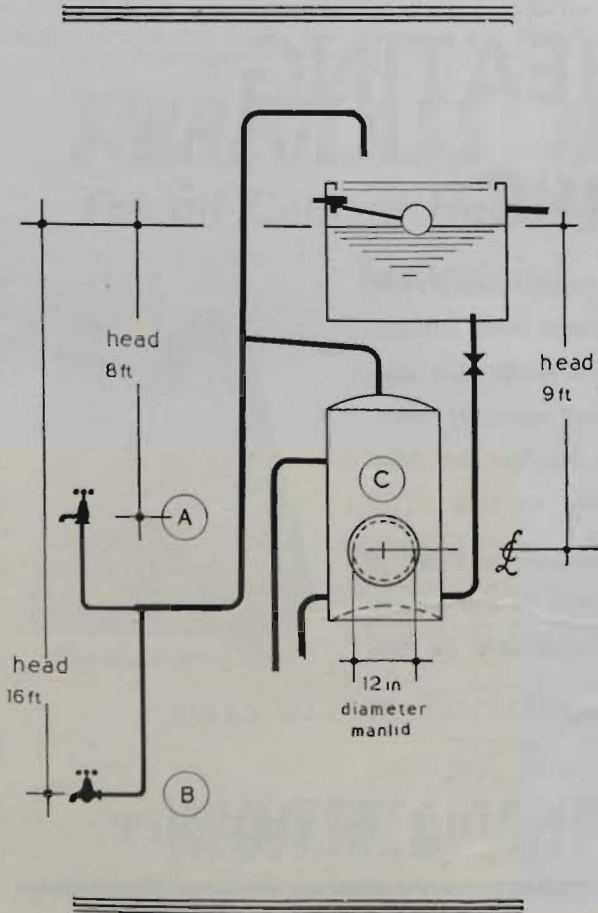 head
8 ft
head
9 ft
A
C
℄
head
16 ft
12 in
diameter
manlid
B